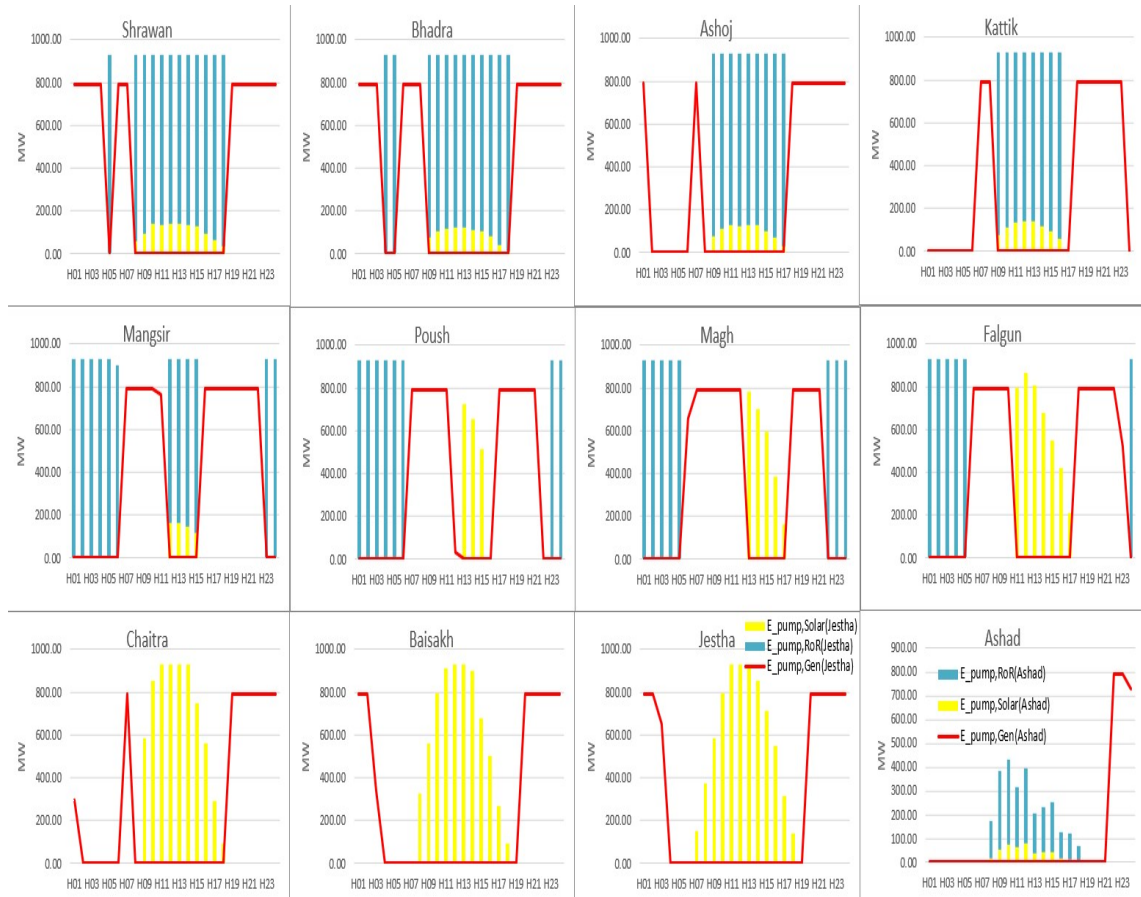 Shrawan
1000.00
800.00
600.00
400.00
200.00
0.00
MW
H01 H03 H05 H07 H09 H11 H13 H15 H17 H19 H21 H23
Bhadra
1000.00
800.00
600.00
400.00
200.00
0.00
MW
H01 H03 H05 H07 H09 H11 H13 H15 H17 H19 H21 H23
Ashoj
1000.00
800.00
600.00
400.00
200.00
0.00
MW
H01 H03 H05 H07 H09 H11 H13 H15 H17 H19 H21 H23
Kattik
1000.00
800.00
600.00
400.00
200.00
0.00
MW
H01 H03 H05 H07 H09 H11 H13 H15 H17 H19 H21 H23
Mangsir
1000.00
800.00
600.00
400.00
200.00
0.00
MW
H01 H03 H05 H07 H09 H11 H13 H15 H17 H19 H21 H23
Poush
1000.00
800.00
600.00
400.00
200.00
0.00
MW
H01 H03 H05 H07 H09 H11 H13 H15 H17 H19 H21 H23
Magh
1000.00
800.00
600.00
400.00
200.00
0.00
MW
H01 H03 H05 H07 H09 H11 H13 H15 H17 H19 H21 H23
Falgun
1000.00
800.00
600.00
400.00
200.00
0.00
MW
H01 H03 H05 H07 H09 H11 H13 H15 H17 H19 H21 H23
Chaitra
1000.00
800.00
600.00
400.00
200.00
0.00
MW
H01 H03 H05 H07 H09 H11 H13 H15 H17 H19 H21 H23
Baisakh
1000.00
800.00
600.00
400.00
200.00
0.00
MW
H01 H03 H05 H07 H09 H11 H13 H15 H17 H19 H21 H23
Jestha
E_pump,Solar(Jestha)
E_pump,RoR(Jestha)
E_pump,Gen(Jestha)
1000.00
800.00
600.00
400.00
200.00
0.00
MW
H01 H03 H05 H07 H09 H11 H13 H15 H17 H19 H21 H23
Ashad
E_pump,RoR(Ashad)
E_pump,Solar(Ashad)
E_pump,Gen(Ashad)
900.00
800.00
700.00
600.00
500.00
400.00
300.00
200.00
100.00
0.00
MW
H01 H03 H05 H07 H09 H11 H13 H15 H17 H19 H21 H23